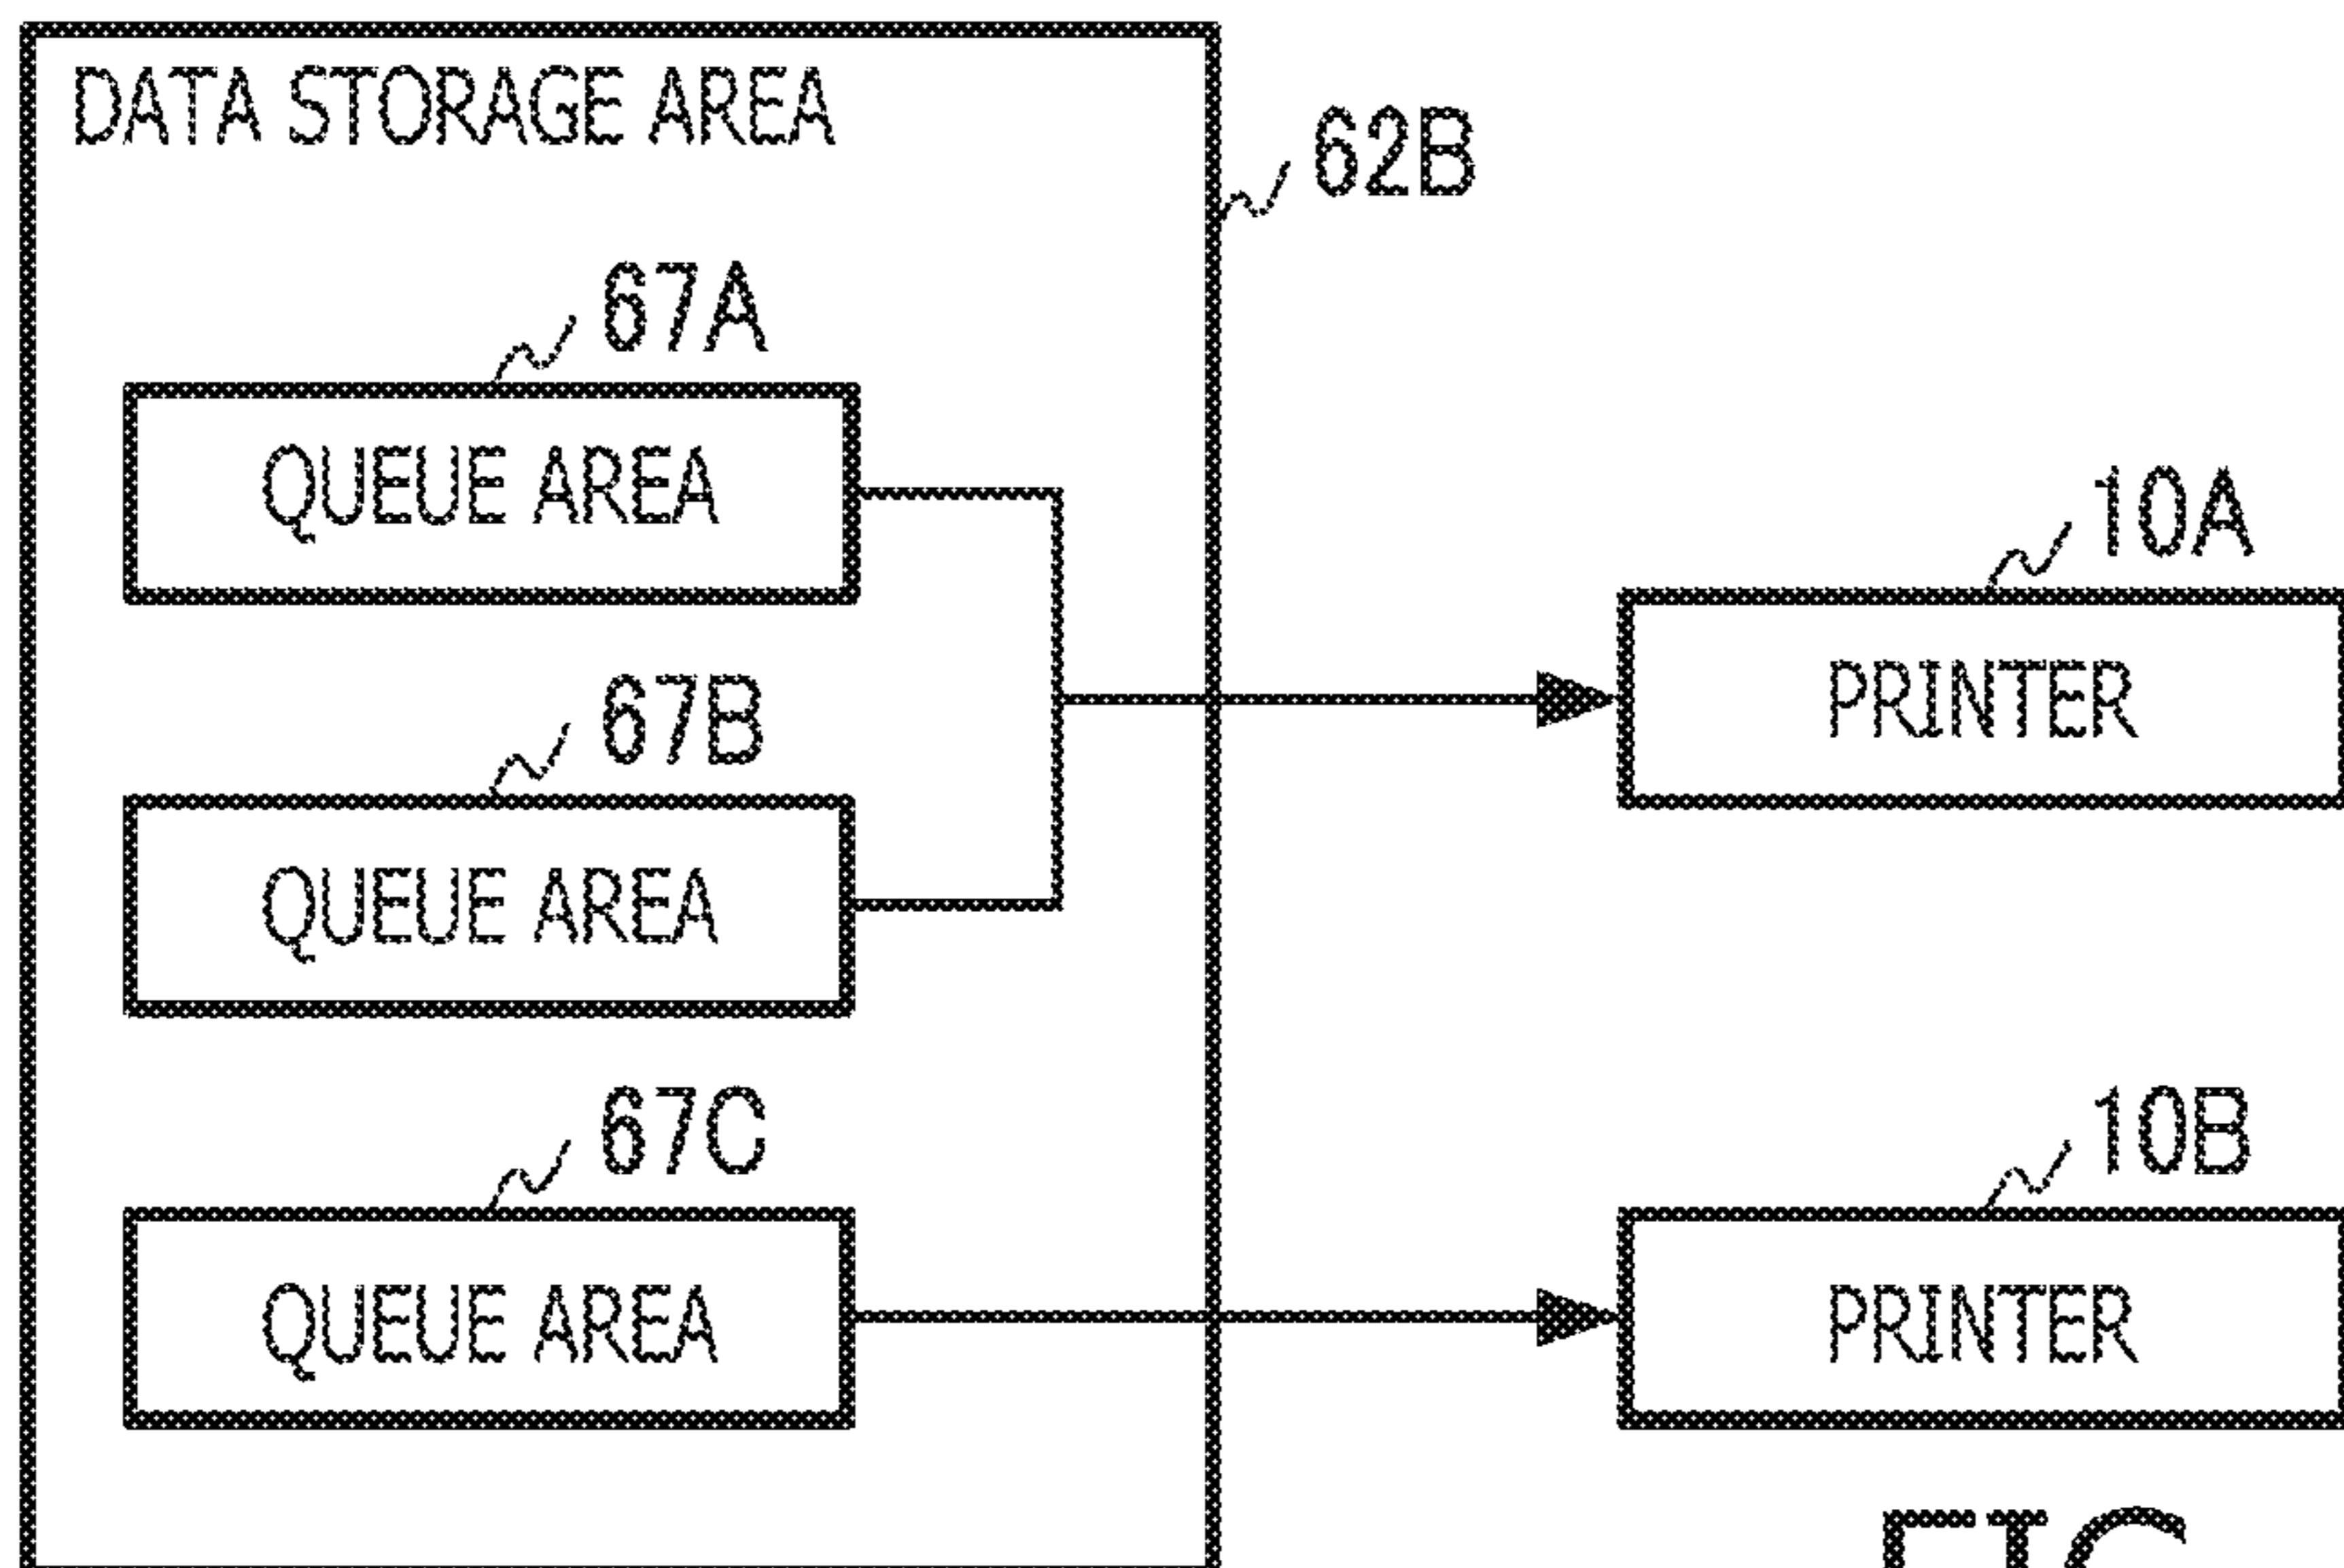 DATA STORAGE AREA
62B
67A
QUEUE AREA
10A
PRINTER
67B
QUEUE AREA
67C
QUEUE AREA
10B
PRINTER